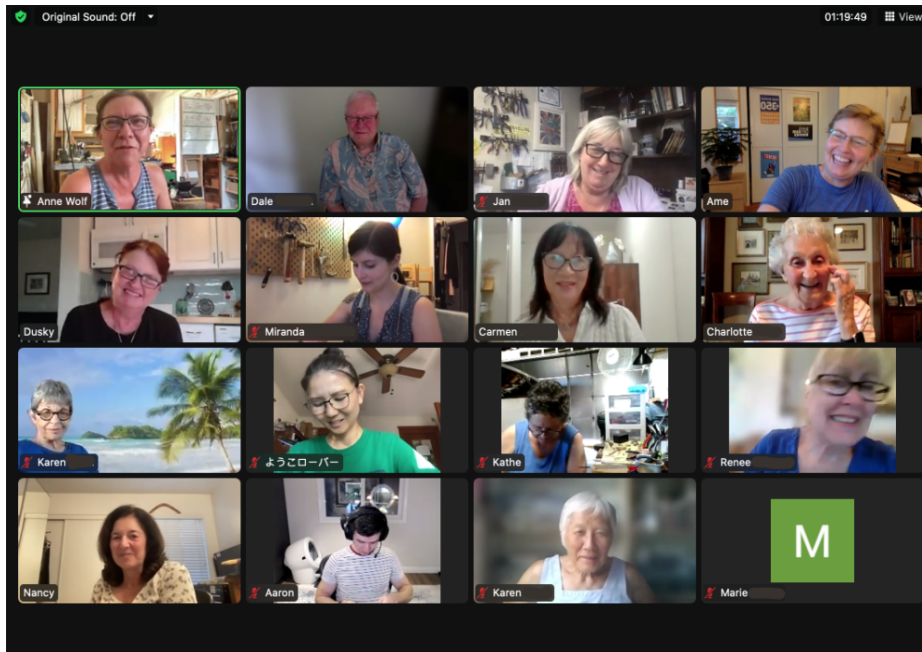 Original Sound: Off
01:19:49
View
Anne Wolf
Dale
Jan
Ame
Dusky
Miranda
Carmen
Charlotte
Karen
ようこローバー
Kathe
Renee
Nancy
Aaron
Karen
M
Marie